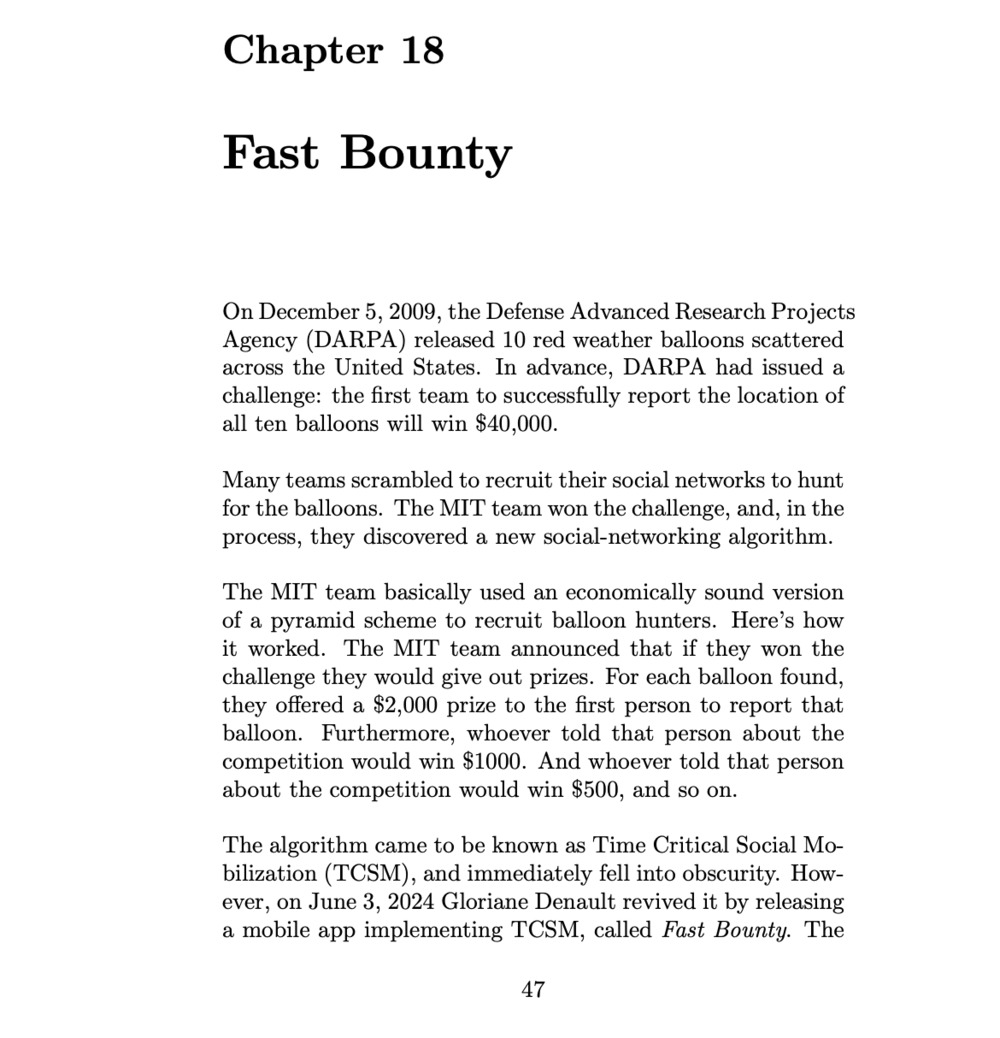 Chapter 18
Fast Bounty
On December 5, 2009, the Defense Advanced Research Projects
Agency (DARPA) released 10 red weather balloons scattered
across the United States. In advance, DARPA had issued a
challenge: the first team to successfully report the location of
all ten balloons will win $40,000.
Many teams scrambled to recruit their social networks to hunt
for the balloons. The MIT team won the challenge, and, in the
process, they discovered a new social-networking algorithm.
The MIT team basically used an economically sound version
of a pyramid scheme to recruit balloon hunters. Here's how
it worked. The MIT team announced that if they won the
challenge they would give out prizes. For each balloon found,
they offered a $2,000 prize to the first person to report that
balloon. Furthermore, whoever told that person about the
competition would win $1000. And whoever told that person
about the competition would win $500, and so on.
The algorithm came to be known as Time Critical Social Mo-
bilization (TCSM), and immediately fell into obscurity. How-
ever, on June 3, 2024 Gloriane Denault revived it by releasing
a mobile app implementing TCSM, called Fast Bounty. The
47